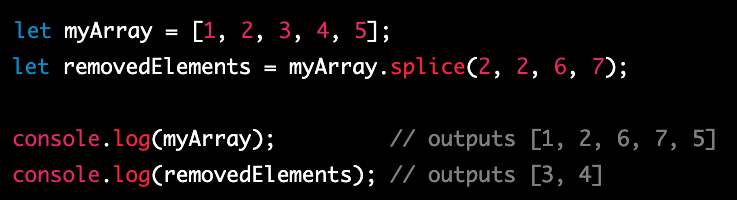 let myArray = [1, 2, 3, 4, 5];
let removedElements = myArray.splice(2, 2, 6, 7);
console.log(myArray);         // outputs [1, 2, 6, 7, 5]
console.log(removedElements); // outputs [3, 4]